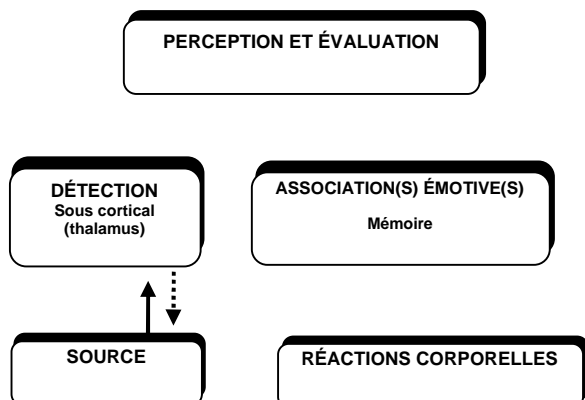 PERCEPTION ET ÉVALUATION
DÉTECTION
Sous cortical
(thalamus)
ASSOCIATION(S) ÉMOTIVE(S)
Mémoire
SOURCE
RÉACTIONS CORPORELLES